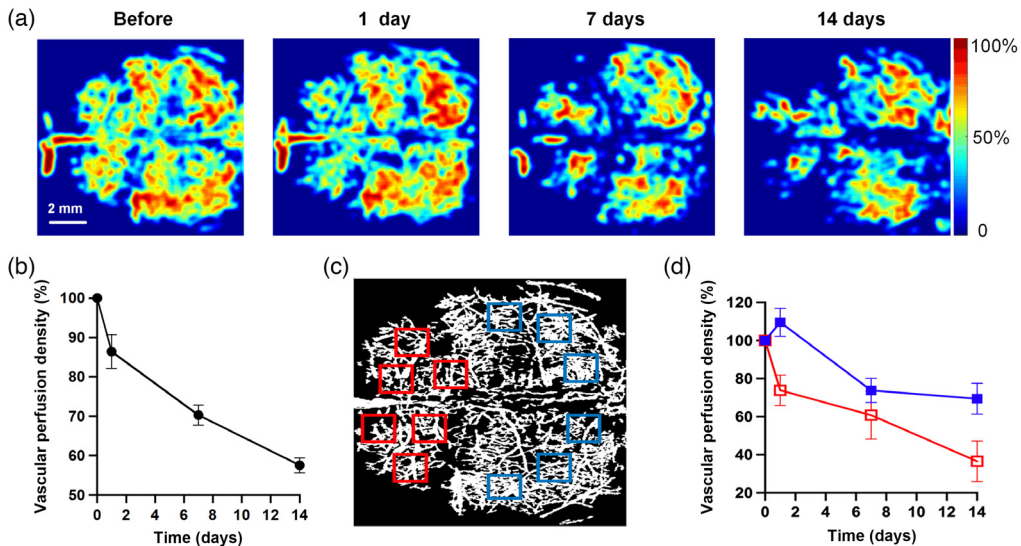 (a)
Before
1 day
7 days
14 days
100%
50%
0
2 mm
(b)
Vascular perfusion density (%)
100
90
80
70
60
50
0 2 4 6 8 10 12 14
Time (days)
(c)
(d)
Vascular perfusion density (%)
120
100
80
60
40
20
0 2 4 6 8 10 12 14
Time (days)